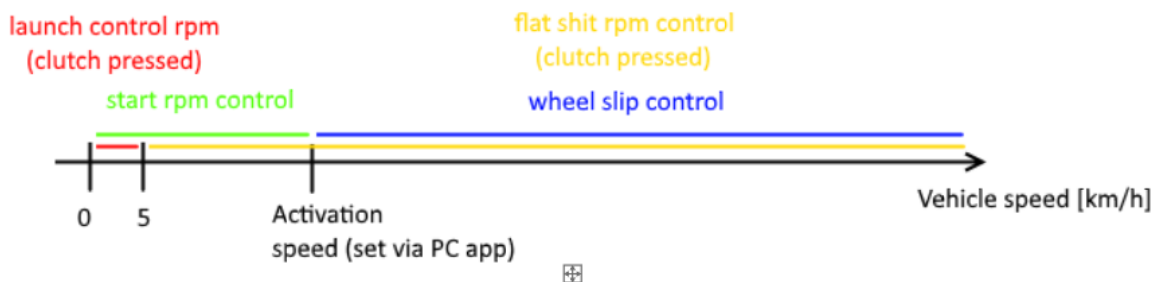 launch control rpm
(clutch pressed)
flat shit rpm control
(clutch pressed)
start rpm control
wheel slip control
0
5
Activation
speed (set via PC app)
Vehicle speed [km/h]